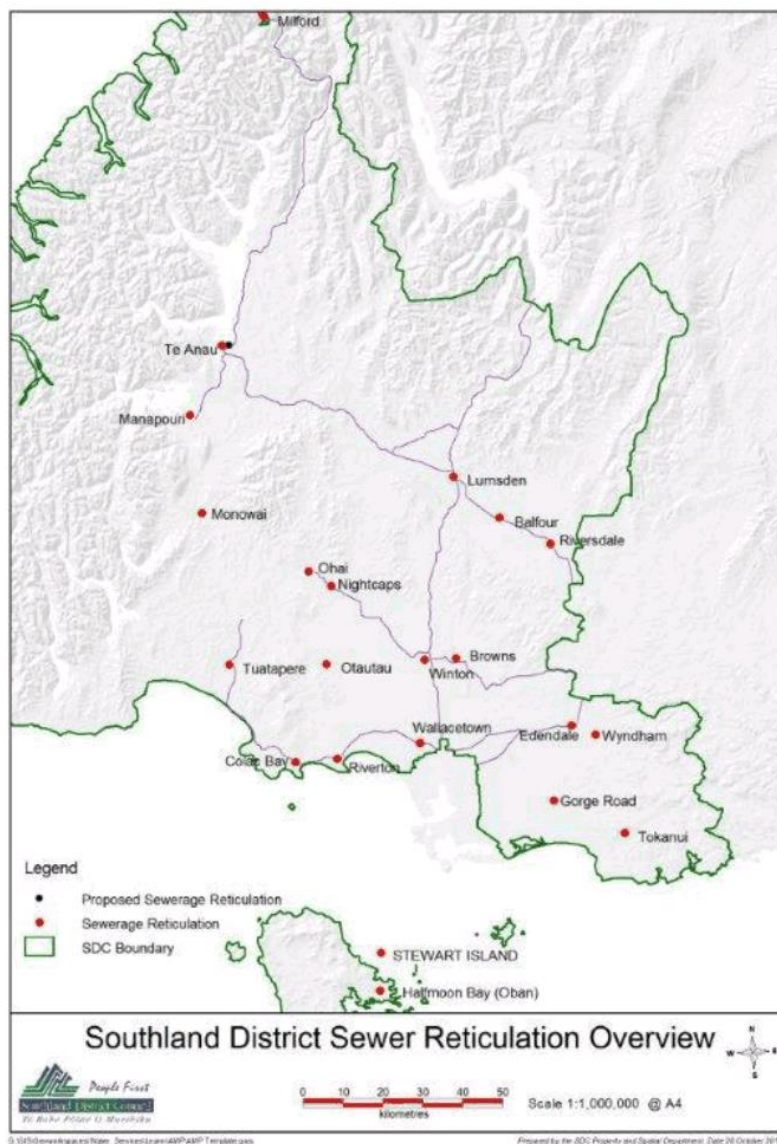 Milford
Te Anau
Manapouri
Lumsden
Monowai
Balfour
Riversdale
Ohai
Nightcaps
Browns
Tuatapere
Otautau
Winton
Wallacetown
Edendale
Wyndham
Colac Bay
Riverton
Gorge Road
Tokanui
Legend
Proposed Sewerage Reticulation
Sewerage Reticulation
SDC Boundary
STEWART ISLAND
Halfmoon Bay (Oban)
Southland District Sewer Reticulation Overview
N
W
E
S
People First
Southland District Council
0 10 20 30 40 50
kilometres
Scale 1:1,000,000 @ A4